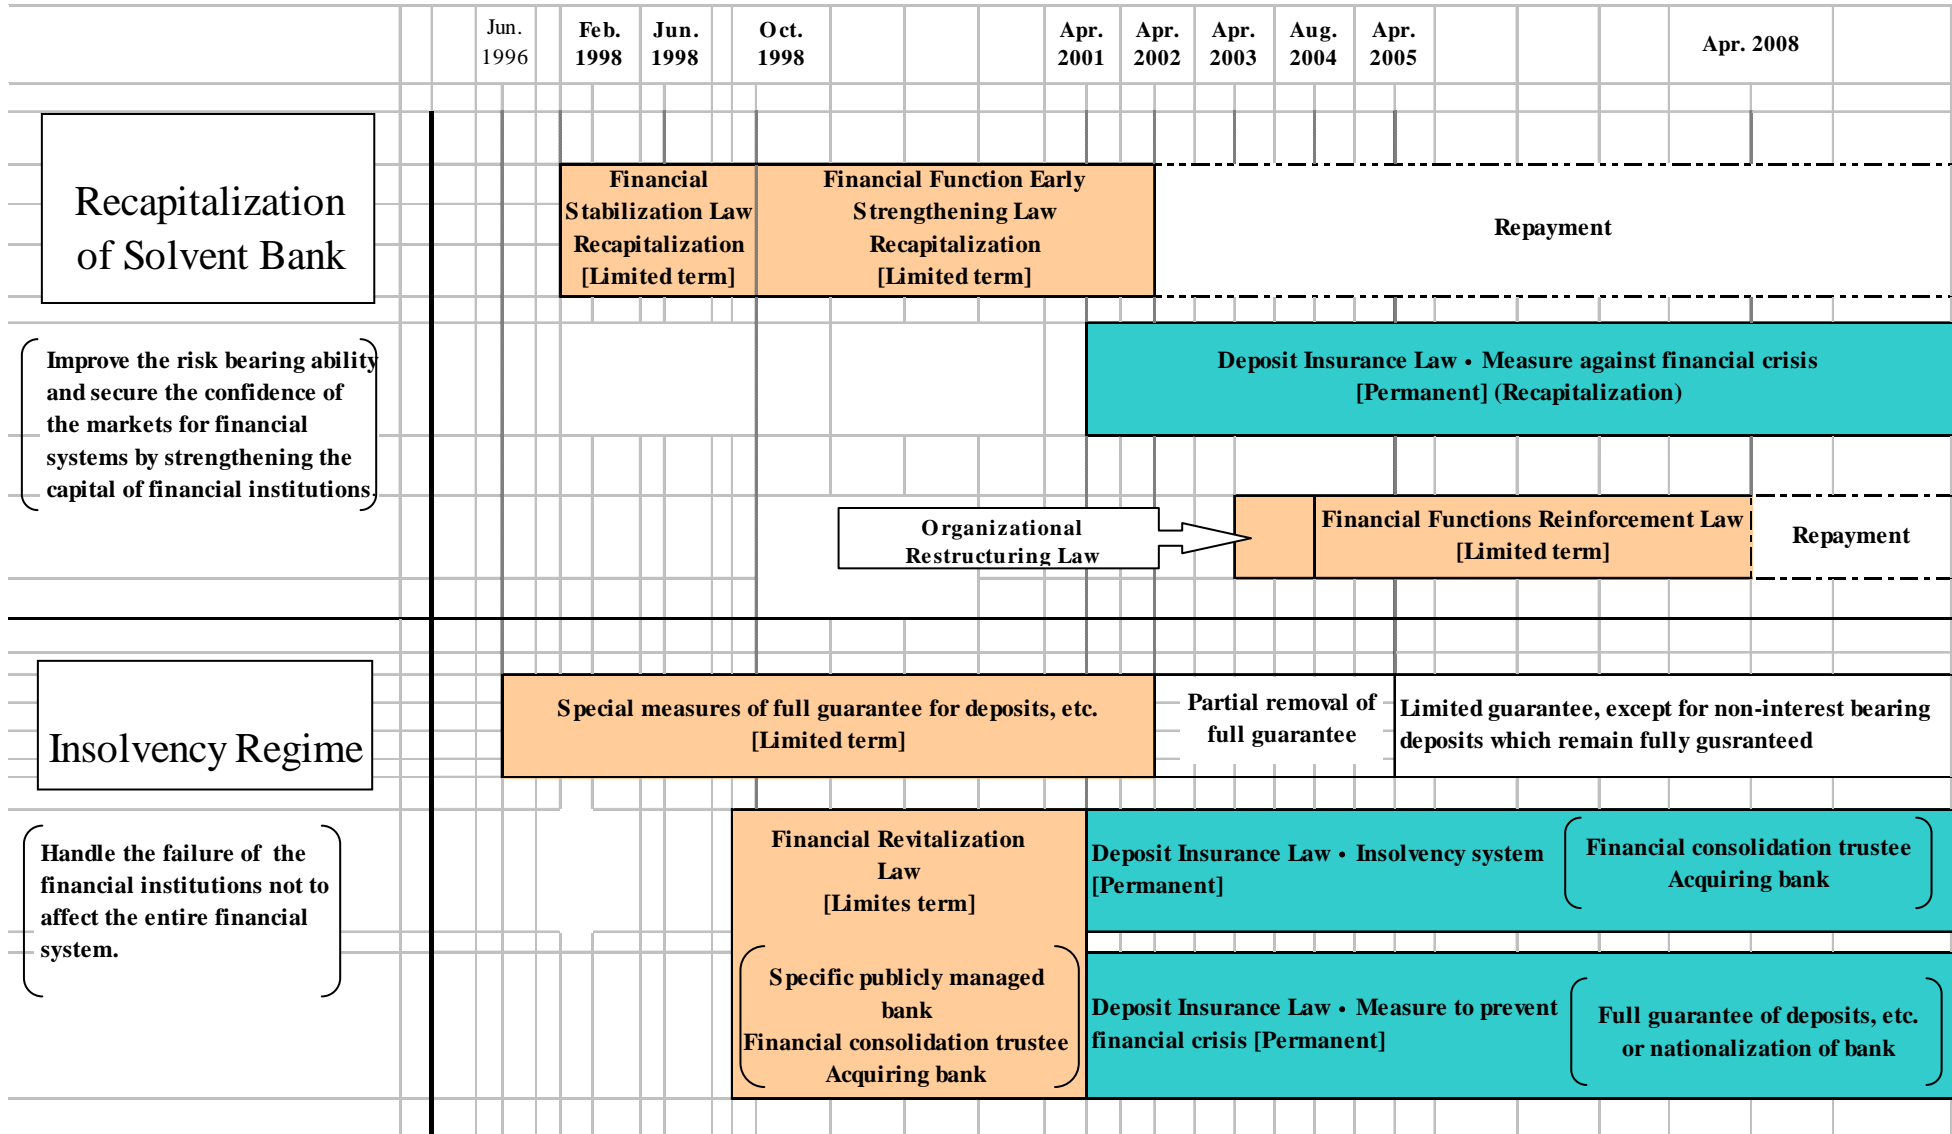 Jun.
1996
Feb.
1998
Jun.
1998
Oct.
1998
Apr.
2001
Apr.
2002
Apr.
2003
Aug.
2004
Apr.
2005
Apr. 2008
Recapitalization
of Solvent Bank
Financial
Stabilization Law
Recapitalization
[Limited term]
Financial Function Early
Strengthening Law
Recapitalization
[Limited term]
Repayment
Improve the risk bearing ability
and secure the confidence of
the markets for financial
systems by strengthening the
capital of financial institutions.
Deposit Insurance Law・Measure against financial crisis
[Permanent] (Recapitalization)
Organizational
Restructuring Law
Financial Functions Reinforcement Law
[Limited term]
Repayment
Insolvency Regime
Special measures of full guarantee for deposits, etc.
[Limited term]
Partial removal of
full guarantee
Limited guarantee, except for non-interest bearing
deposits which remain fully gusranteed
Handle the failure of the
financial institutions not to
affect the entire financial
system.
Financial Revitalization
Law
[Limites term]
Specific publicly managed
bank
Financial consolidation trustee
Acquiring bank
Deposit Insurance Law・Insolvency system
[Permanent]
Financial consolidation trustee
Acquiring bank
Deposit Insurance Law・Measure to prevent
financial crisis [Permanent]
Full guarantee of deposits, etc.
or nationalization of bank